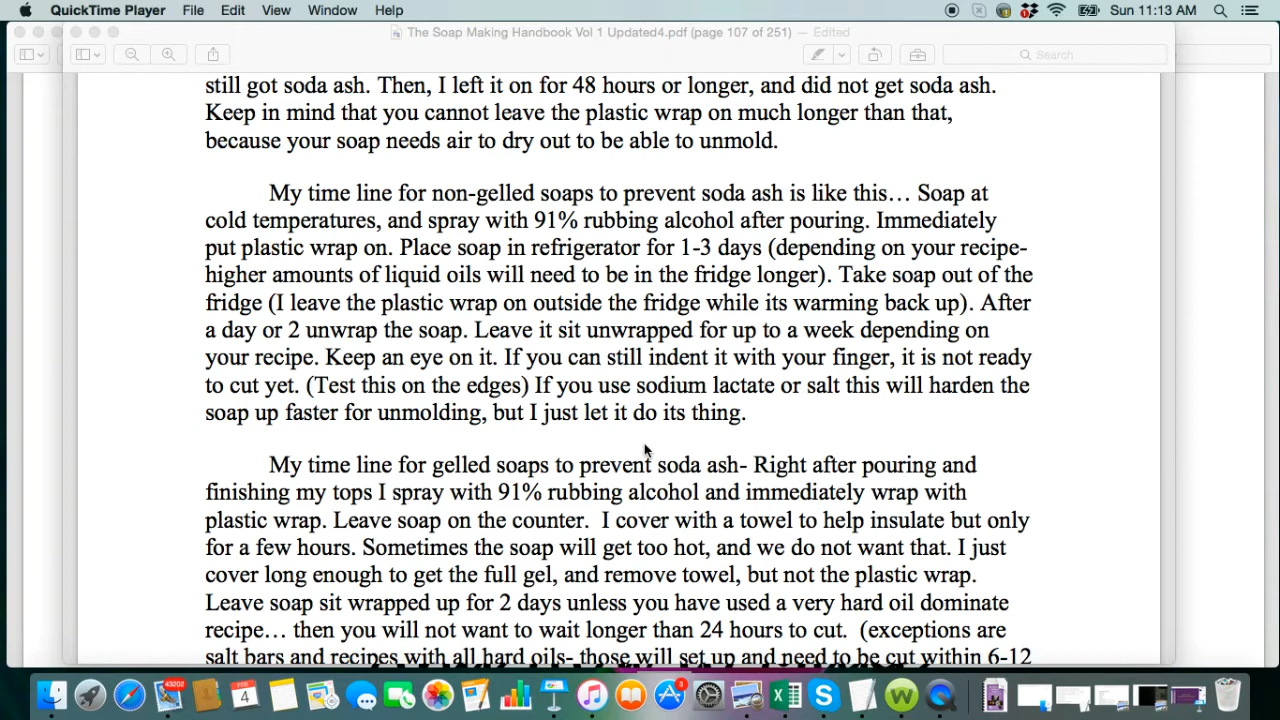 QuickTime Player File Edit View Window Help Sun 11:13 AM
The Soap Making Handbook Vol 1 Updated4.pdf (page 107 of 251) — Edited
Search
still got soda ash. Then, I left it on for 48 hours or longer, and did not get soda ash.
Keep in mind that you cannot leave the plastic wrap on much longer than that,
because your soap needs air to dry out to be able to unmold.
My time line for non-gelled soaps to prevent soda ash is like this… Soap at
cold temperatures, and spray with 91% rubbing alcohol after pouring. Immediately
put plastic wrap on. Place soap in refrigerator for 1-3 days (depending on your recipe-
higher amounts of liquid oils will need to be in the fridge longer). Take soap out of the
fridge (I leave the plastic wrap on outside the fridge while its warming back up). After
a day or 2 unwrap the soap. Leave it sit unwrapped for up to a week depending on
your recipe. Keep an eye on it. If you can still indent it with your finger, it is not ready
to cut yet. (Test this on the edges) If you use sodium lactate or salt this will harden the
soap up faster for unmolding, but I just let it do its thing.
My time line for gelled soaps to prevent soda ash- Right after pouring and
finishing my tops I spray with 91% rubbing alcohol and immediately wrap with
plastic wrap. Leave soap on the counter. I cover with a towel to help insulate but only
for a few hours. Sometimes the soap will get too hot, and we do not want that. I just
cover long enough to get the full gel, and remove towel, but not the plastic wrap.
Leave soap sit wrapped up for 2 days unless you have used a very hard oil dominate
recipe… then you will not want to wait longer than 24 hours to cut. (exceptions are
salt bars and recipes with all hard oils- those will set up and need to be cut within 6-12
43202
FEB
4
3
S
W